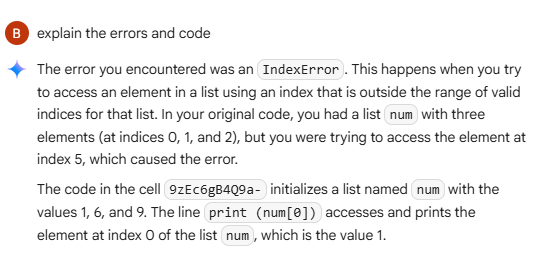 B explain the errors and code
The error you encountered was an IndexError. This happens when you try
to access an element in a list using an index that is outside the range of valid
indices for that list. In your original code, you had a list num with three
elements (at indices 0, 1, and 2), but you were trying to access the element at
index 5, which caused the error.
The code in the cell 9zEc6gB4Q9a- initializes a list named num with the
values 1, 6, and 9. The line print (num[0]) accesses and prints the
element at index 0 of the list num, which is the value 1.